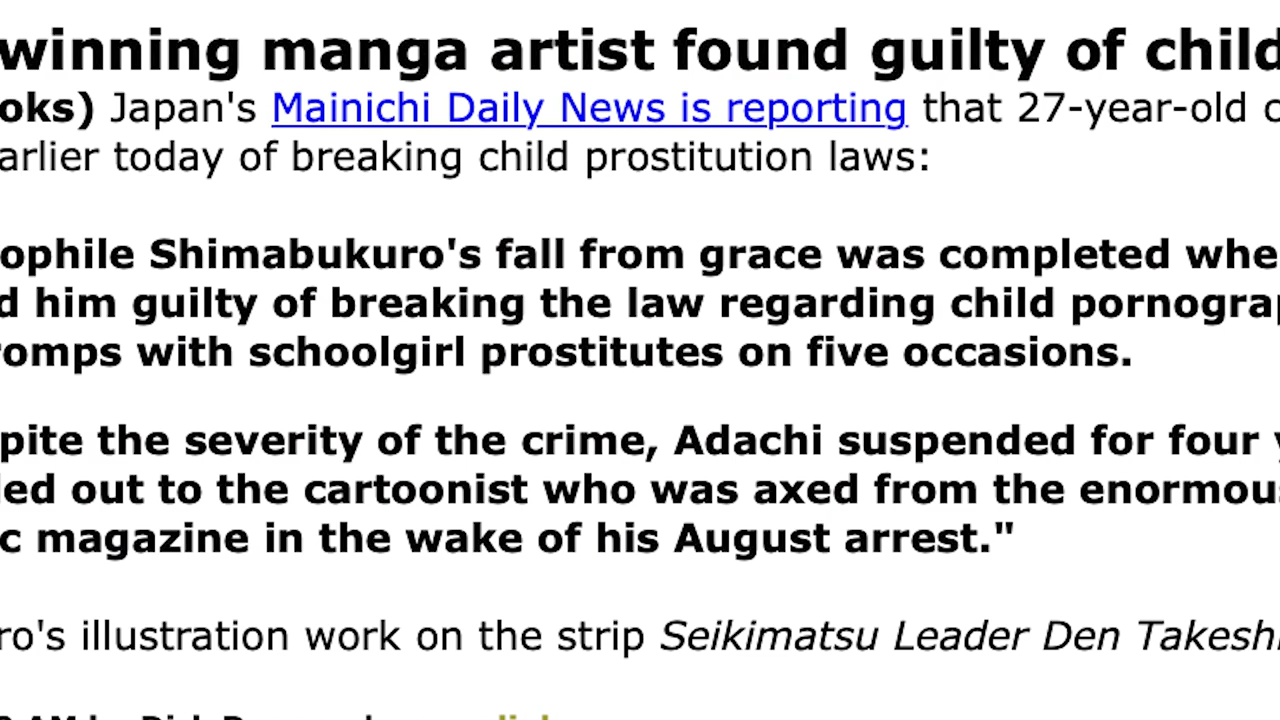 winning manga artist found guilty of child
oks) Japan's Mainichi Daily News is reporting that 27-year-old
arlier today of breaking child prostitution laws:
ophile Shimabukuro's fall from grace was completed whe
d him guilty of breaking the law regarding child pornograp
romps with schoolgirl prostitutes on five occasions.
pite the severity of the crime, Adachi suspended for four y
led out to the cartoonist who was axed from the enormous
c magazine in the wake of his August arrest."
ro's illustration work on the strip Seikimatsu Leader Den Takeshi